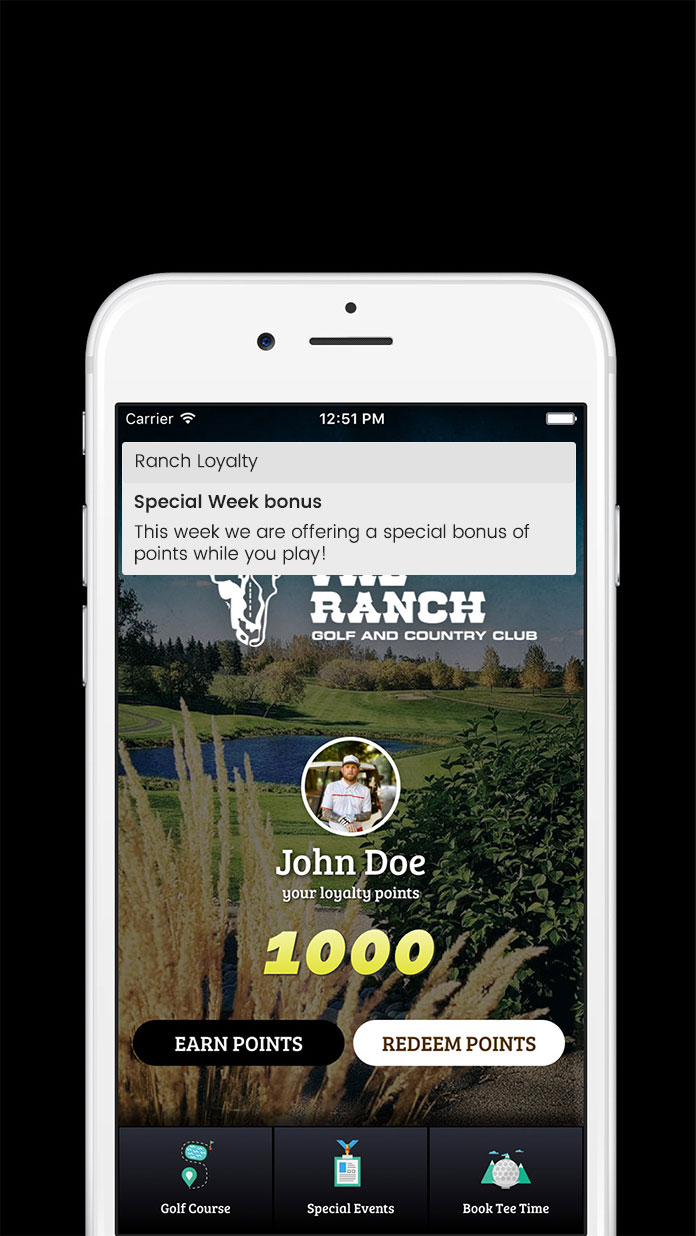 Carrier
12:51 PM
Ranch Loyalty
Special Week bonus
This week we are offering a special bonus of
points while you play!
RANCH
GOLF AND COUNTRY CLUB
John Doe
your loyalty points
1000
EARN POINTS
REDEEM POINTS
Golf Course
Special Events
Book Tee Time